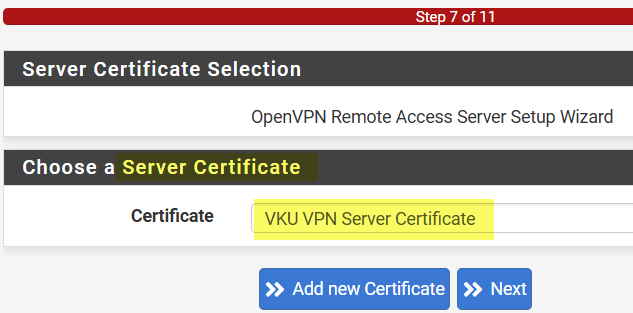 Step 7 of 11
Server Certificate Selection
OpenVPN Remote Access Server Setup Wizard
Choose a Server Certificate
Certificate VKU VPN Server Certificate
Add new Certificate Next